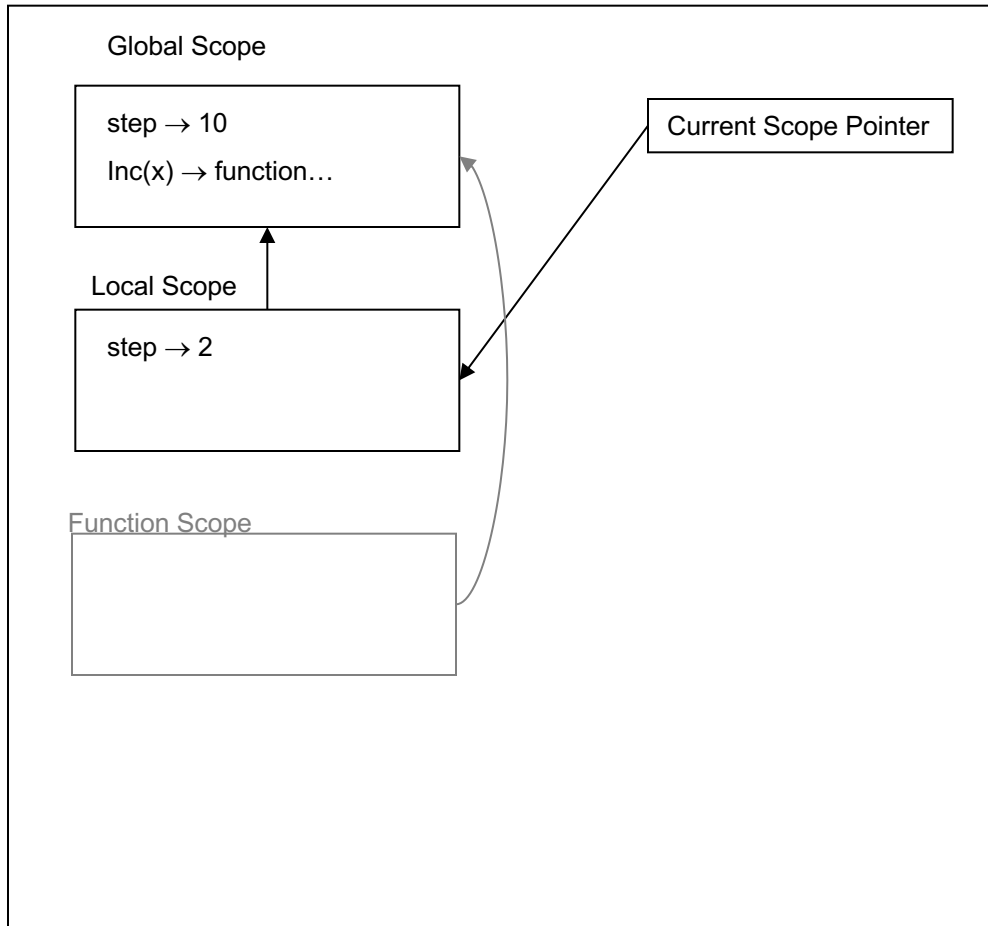 Global Scope
step → 10
Inc(x) → function…
Current Scope Pointer
Local Scope
step → 2
Function Scope